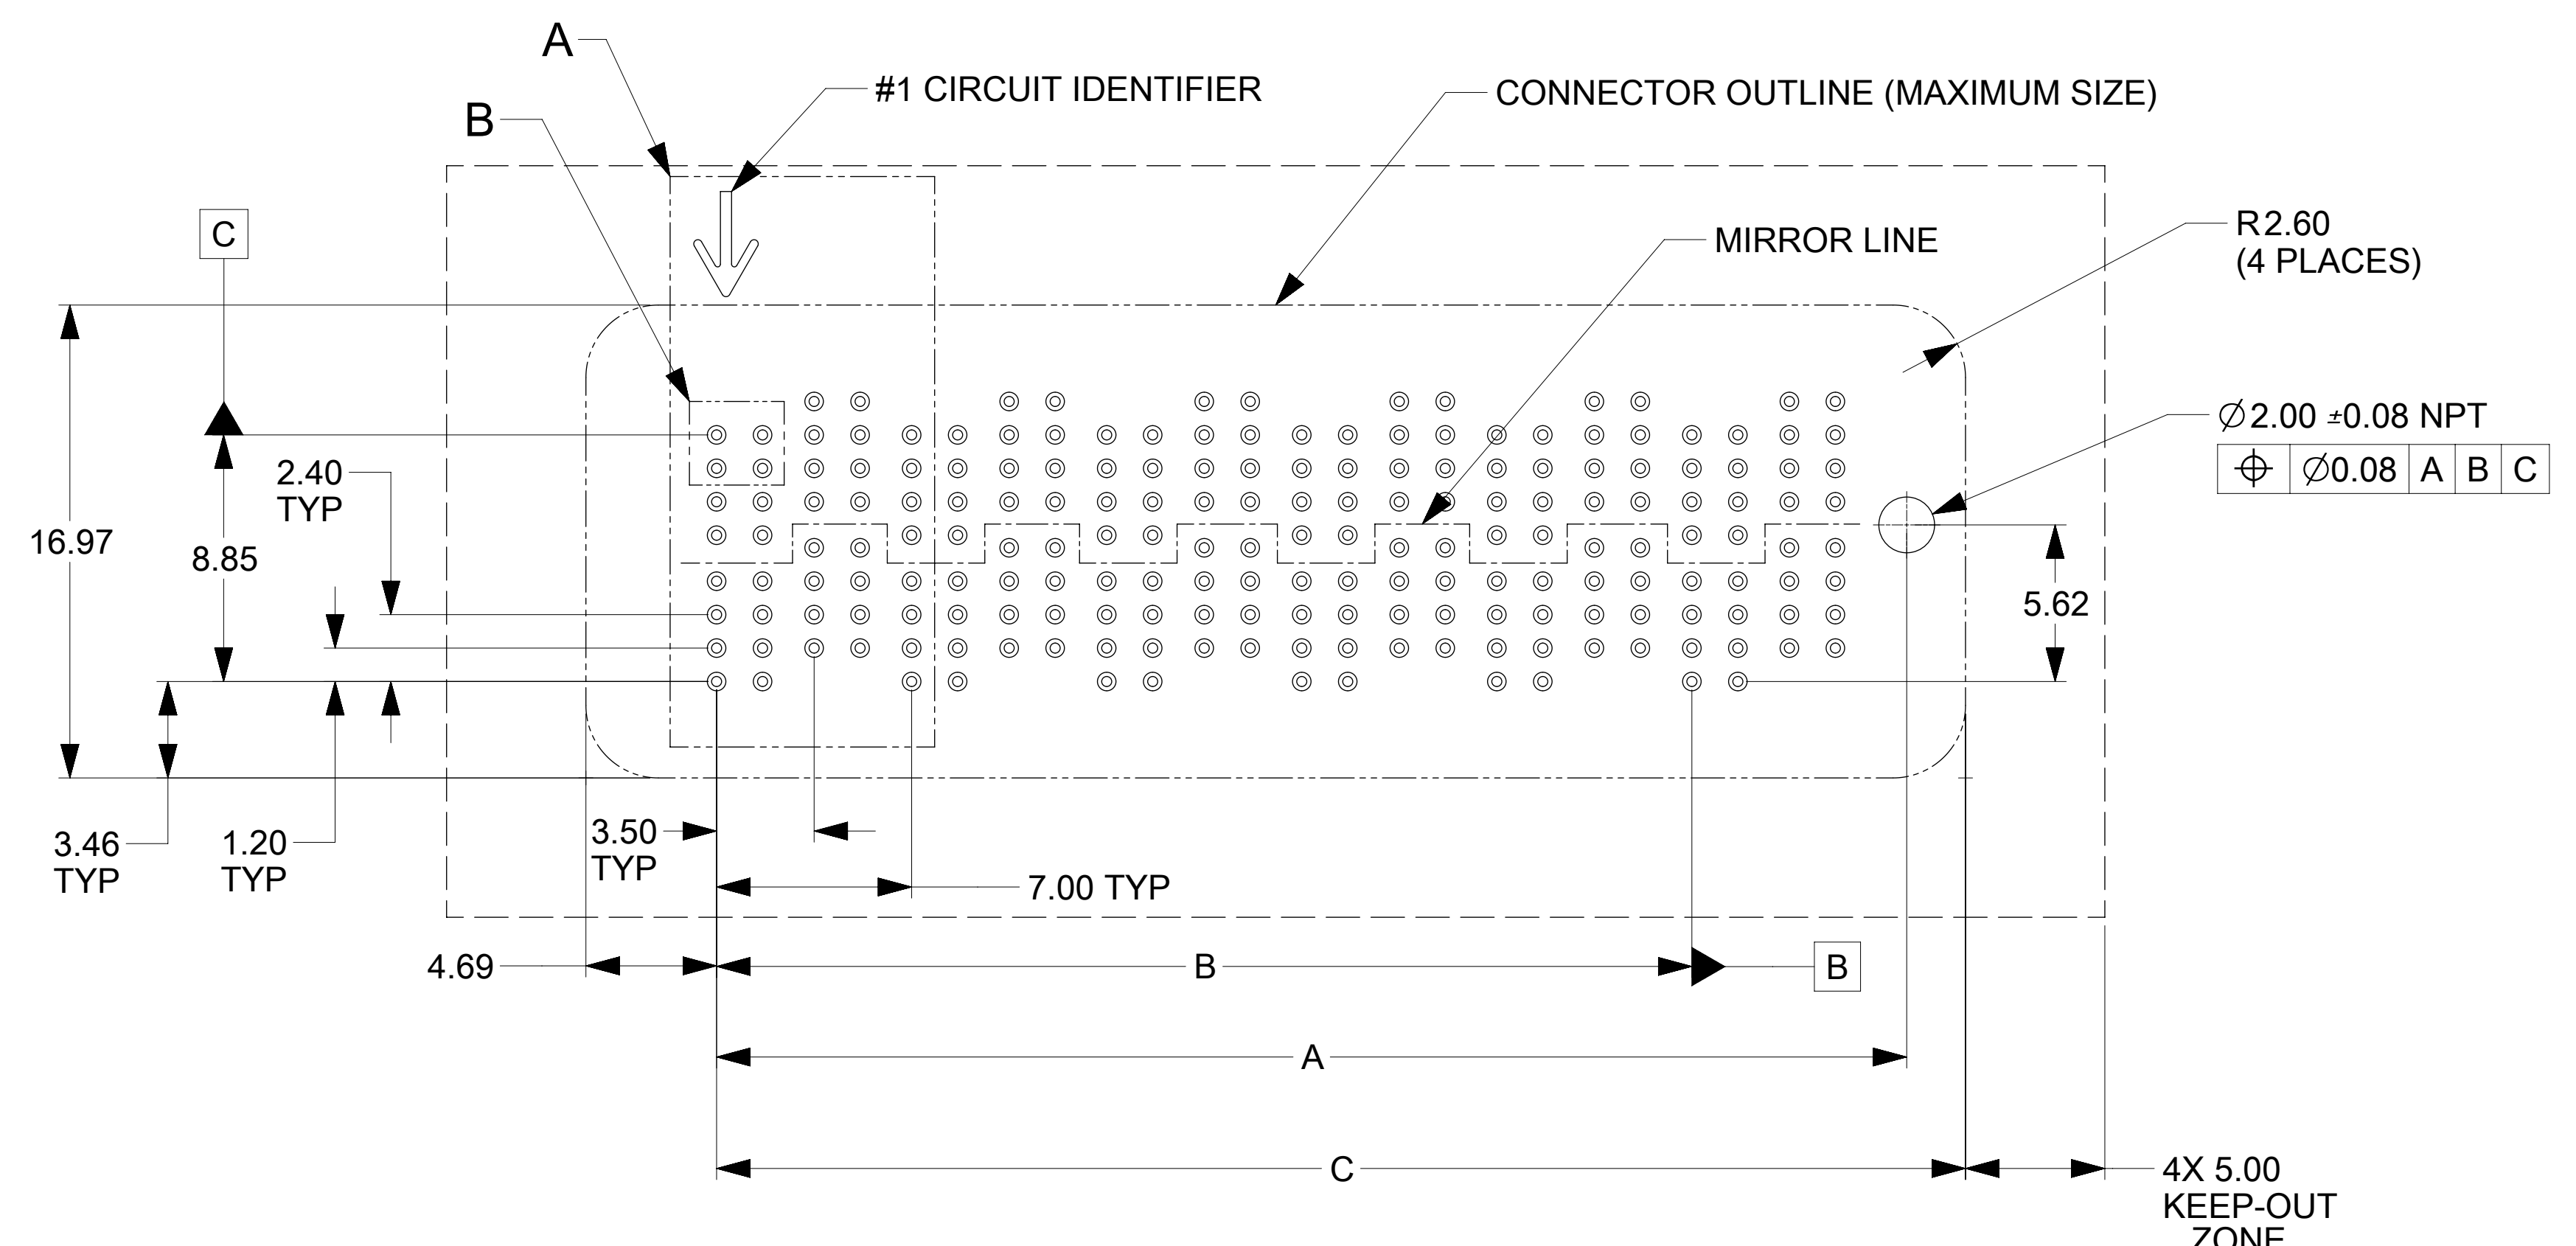 A
#1 CIRCUIT IDENTIFIER
CONNECTOR OUTLINE (MAXIMUM SIZE)
B
C
MIRROR LINE
R2.60
(4 PLACES)
⌀2.00 ±0.08 NPT
⌖ ⌀0.08 A B C
2.40
TYP
16.97
8.85
5.62
3.46
TYP
1.20
TYP
3.50
TYP
7.00 TYP
4.69
B
B
A
C
4X 5.00
KEEP-OUT
ZONE